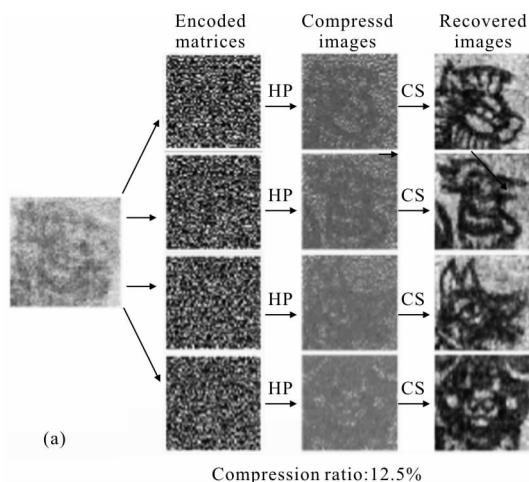 Encoded Compressd Recovered
matrices images images
HP CS
HP CS
HP CS
HP CS
(a)
Compression ratio:12.5%